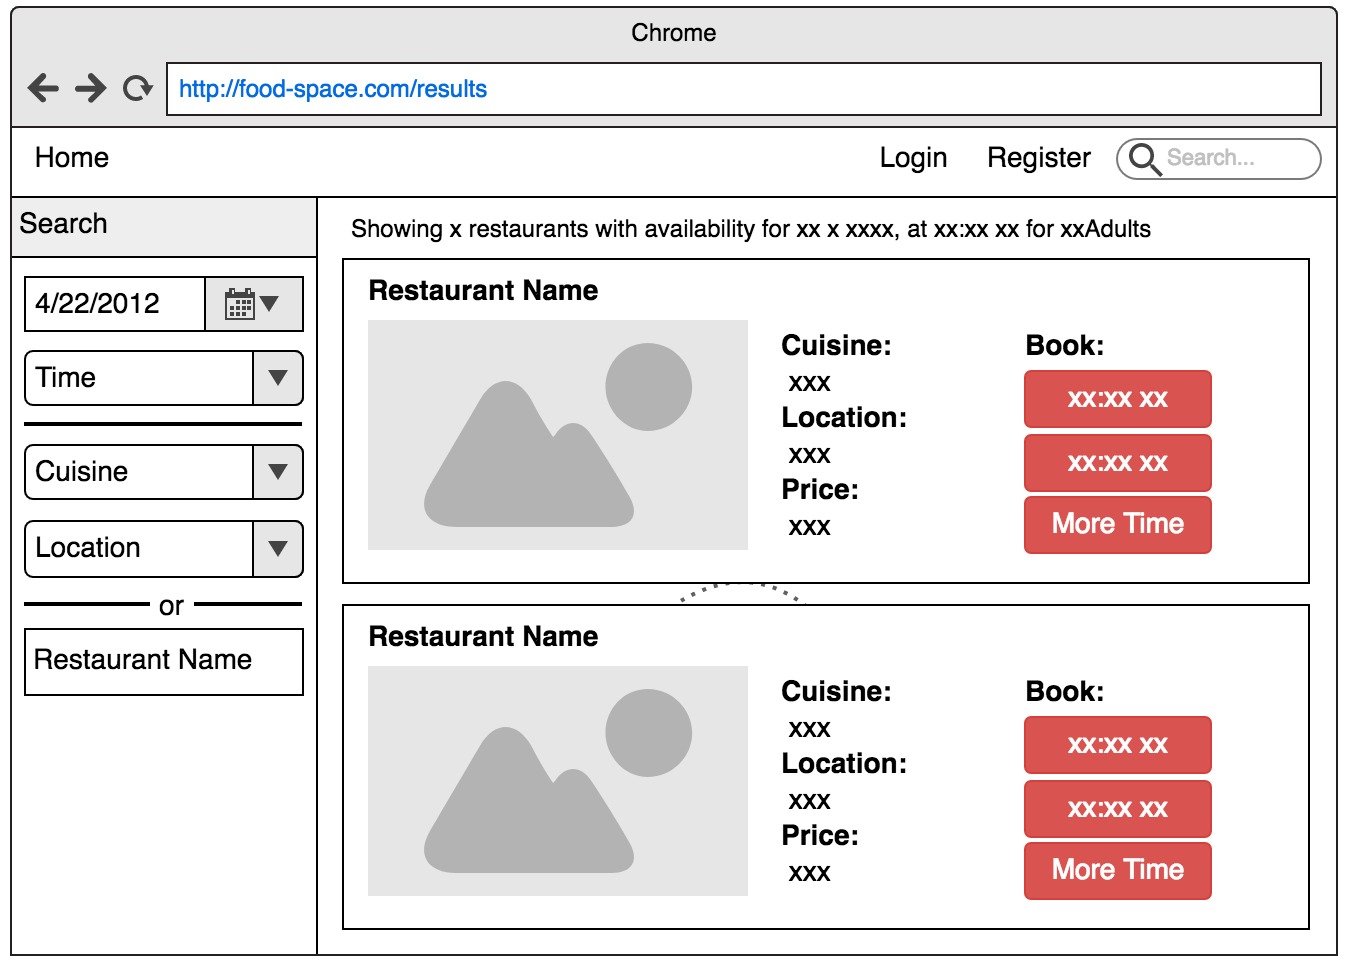 Chrome
http://food-space.com/results
Home
Login
Register
Search...
Search
4/22/2012
Time
Cuisine
Location
or
Restaurant Name
Showing x restaurants with availability for xx x xxxx, at xx:xx xx for xxAdults
Restaurant Name
Cuisine:
xxx
Location:
xxx
Price:
xxx
Book:
xx:xx xx
xx:xx xx
More Time
Restaurant Name
Cuisine:
xxx
Location:
xxx
Price:
xxx
Book:
xx:xx xx
xx:xx xx
More Time